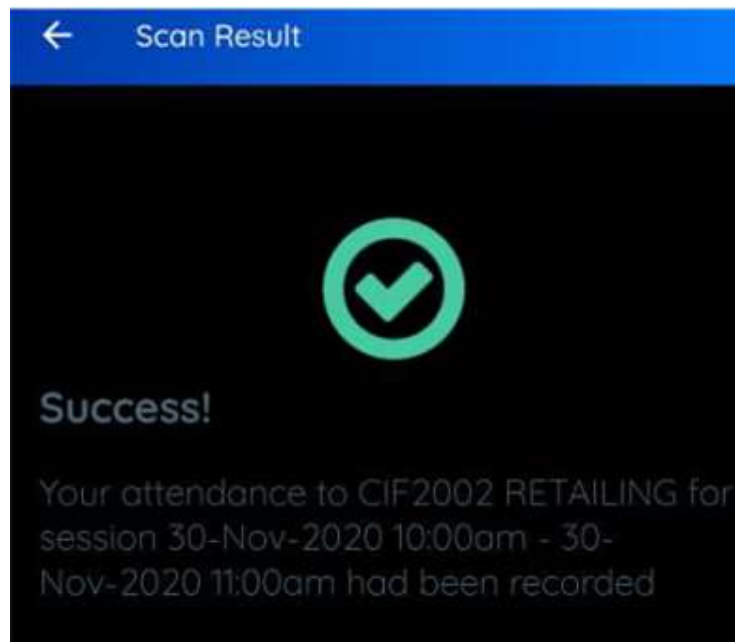 Scan Result
Success!
Your attendance to CIF2002 RETAILING for
session 30-Nov-2020 10:00am - 30-
Nov-2020 11:00am had been recorded